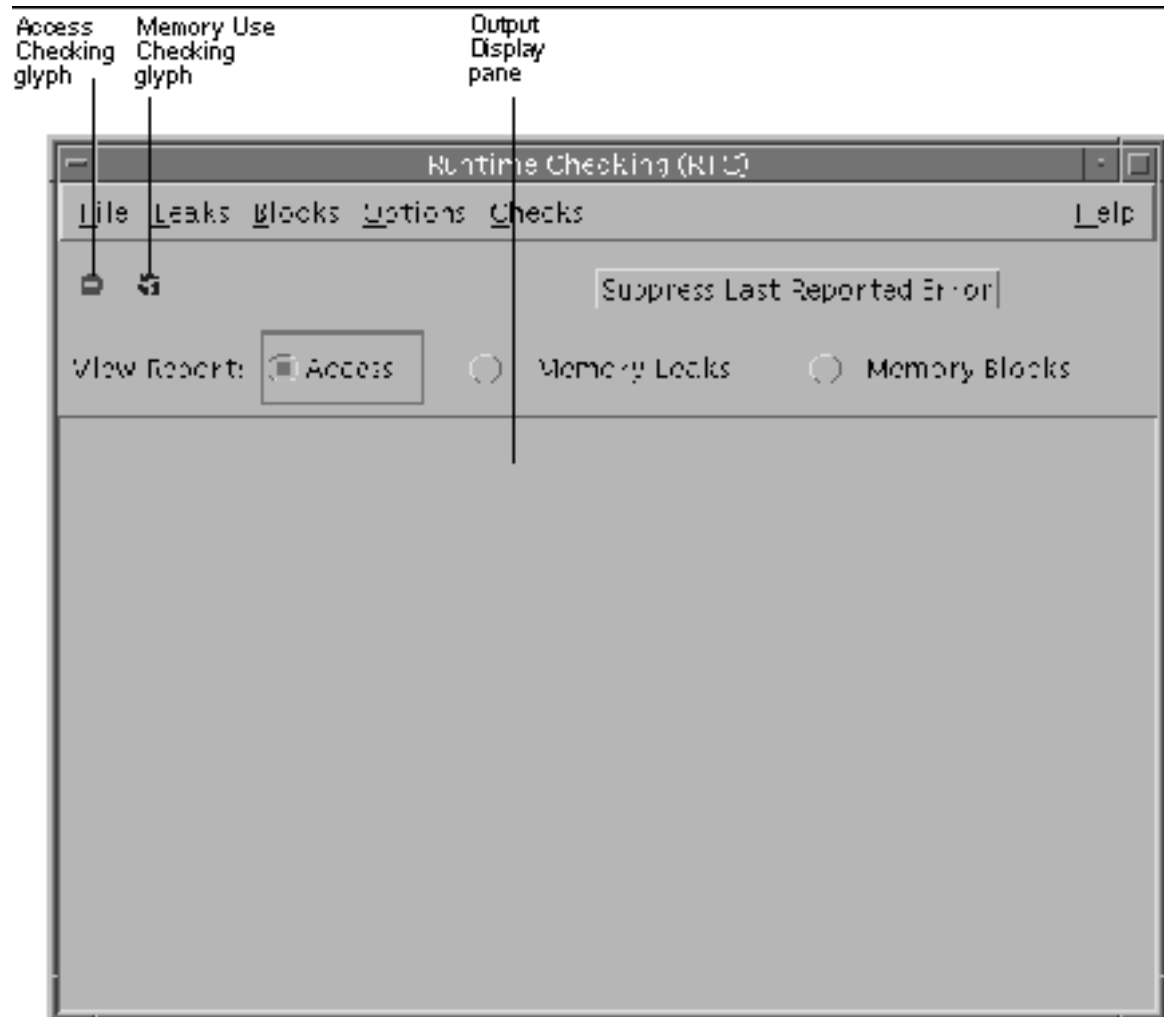 Access
Checking
glyph
Memory Use
Checking
glyph
Output
Display
pane
Runtime Checking (RTC)
File Leaks Blocks Options Checks Help
Suppress Last Reported Error
View Report: Access Memory Leaks Memory Blocks